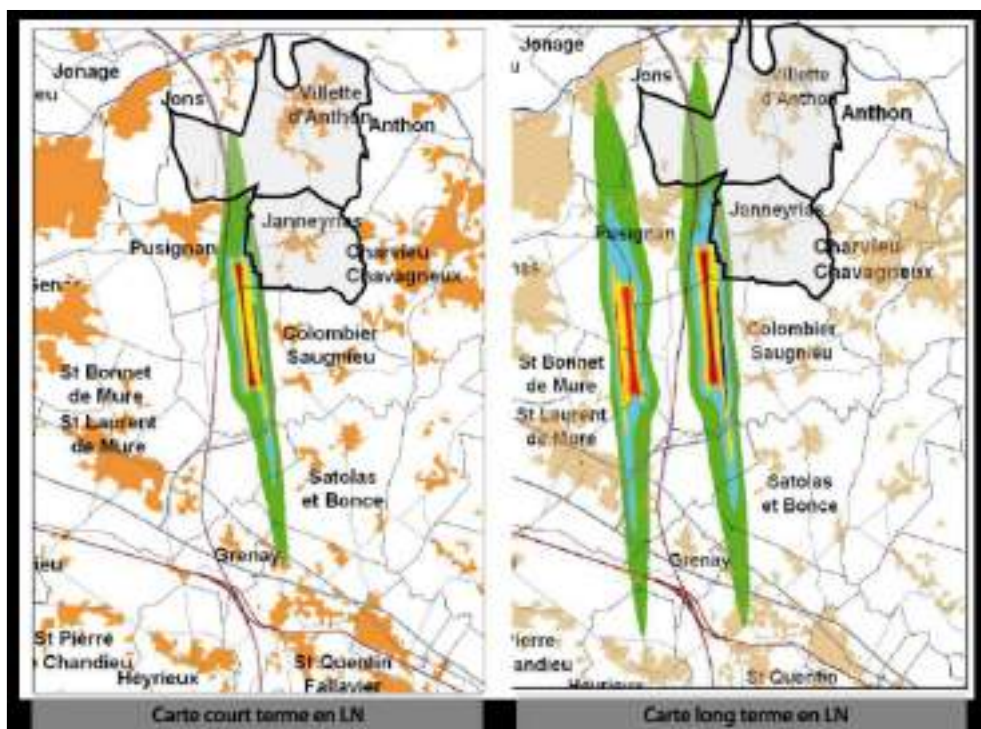 Jonage
Jons
Villette
d'Anthon
Anthon
Pusignan
Janneyrias
Charvieu
Chavagneux
Colombier
Saugnieu
St Bonnet
de Mure
St Laurent
de Mure
Satolas
et Bonce
Grenay
St Pierre
Chandieu
Heyrieux
St Quentin
Fallavier
Carte court terme en LN
Jonage
Jons
Villette
d'Anthon
Anthon
Pusignan
Janneyrias
Charvieu
Chavagneux
Colombier
Saugnieu
St Bonnet
de Mure
St Laurent
de Mure
Satolas
et Bonce
Grenay
Pierre
andieu
Heyrieux
St Quentin
Carte long terme en LN